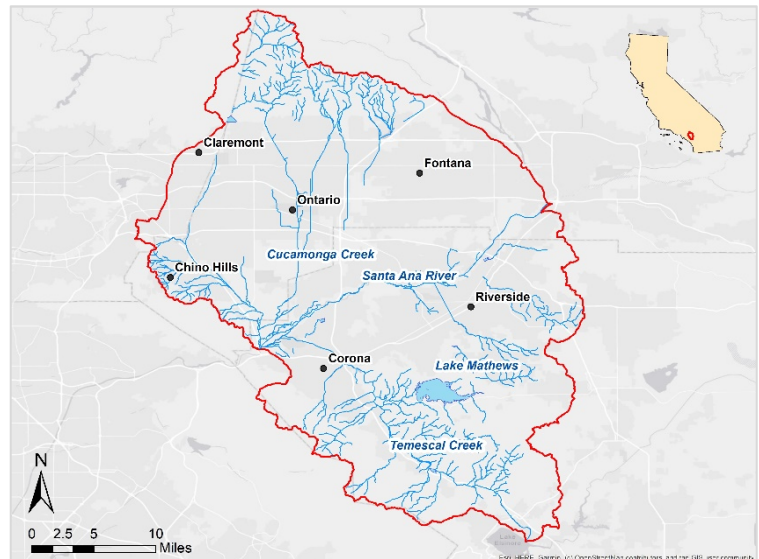 Claremont
Fontana
Ontario
Cucamonga Creek
Santa Ana River
Chino Hills
Riverside
Corona
Lake Mathews
Temescal Creek
N
0 2.5 5 10
Miles